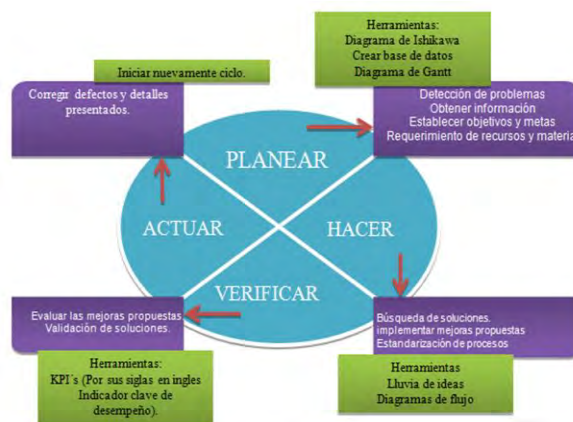 Herramientas:
Diagrama de Ishikawa
Crear base de datos
Diagrama de Gantt
Iniciar nuevamente ciclo.
Corregir defectos y detalles
presentados.
Detección de problemas
Obtener información
Establecer objetivos y metas
Requerimiento de recursos y materia
PLANEAR
ACTUAR
HACER
VERIFICAR
Evaluar las mejoras propuestas
Validación de soluciones.
Búsqueda de soluciones.
implementar mejoras propuestas
Estandarización de procesos
Herramientas:
KPI´s (Por sus siglas en ingles
Indicador clave de
desempeño).
Herramientas
Lluvia de ideas
Diagramas de flujo